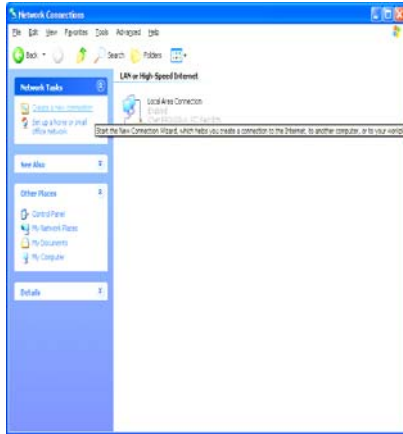 Network Connections
File Edit View Favorites Tools Advanced Help
Back Search Folders
LAN or High-Speed Internet
Network Tasks
Create a new connection
Set up a home or small
office network
Local Area Connection
Enabled
Start the New Connection Wizard, which helps you create a connection to the Internet, to another computer, or to your workpl
See Also
Other Places
Control Panel
My Network Places
My Documents
My Computer
Details